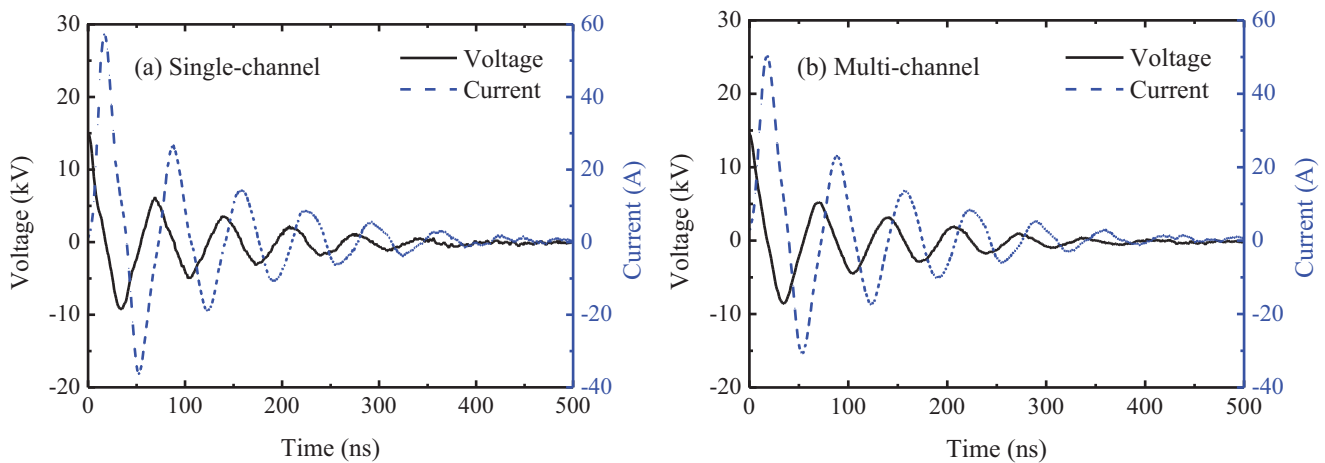 30
20
10
0
-10
-20
Voltage (kV)
(a) Single-channel
Voltage
Current
60
40
20
0
-20
-40
Current (A)
0 100 200 300 400 500
Time (ns)
30
20
10
0
-10
-20
Voltage (kV)
(b) Multi-channel
Voltage
Current
60
40
20
0
-20
-40
Current (A)
0 100 200 300 400 500
Time (ns)